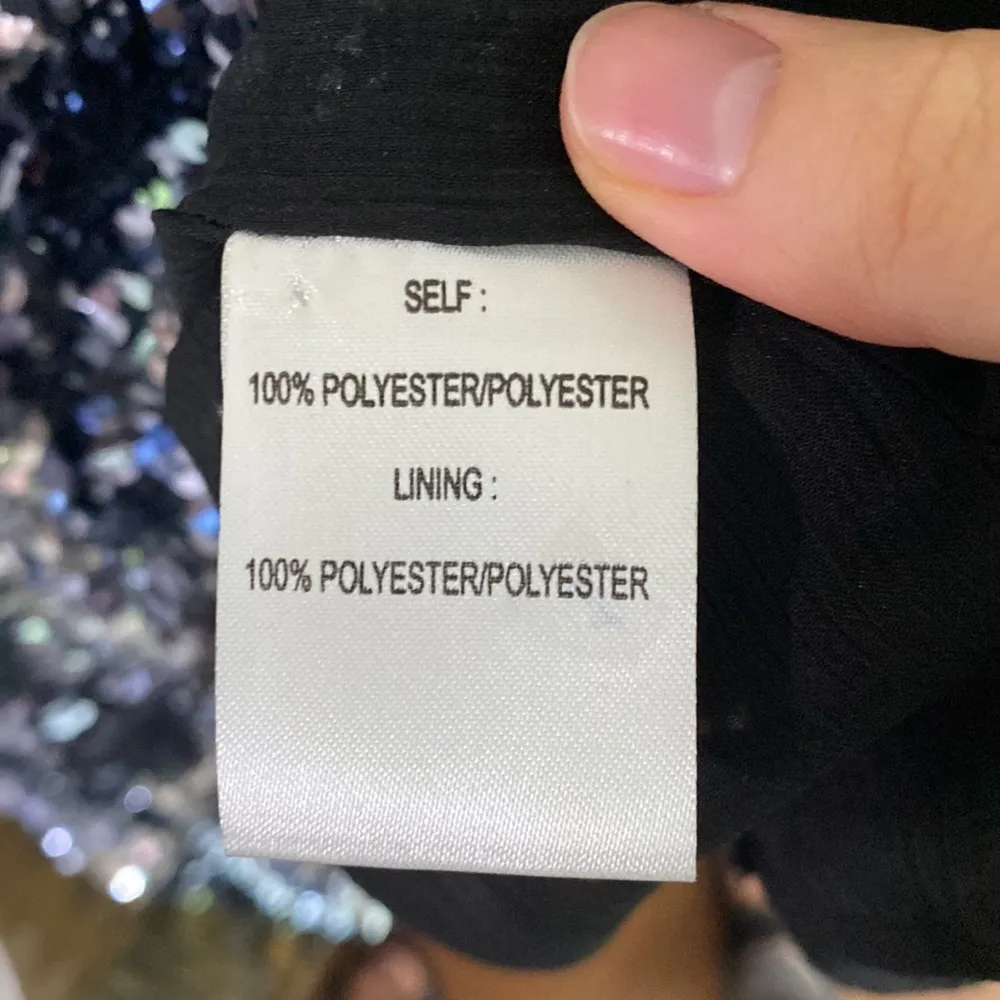 SELF :
100% POLYESTER/POLYESTER
LINING :
100% POLYESTER/POLYESTER